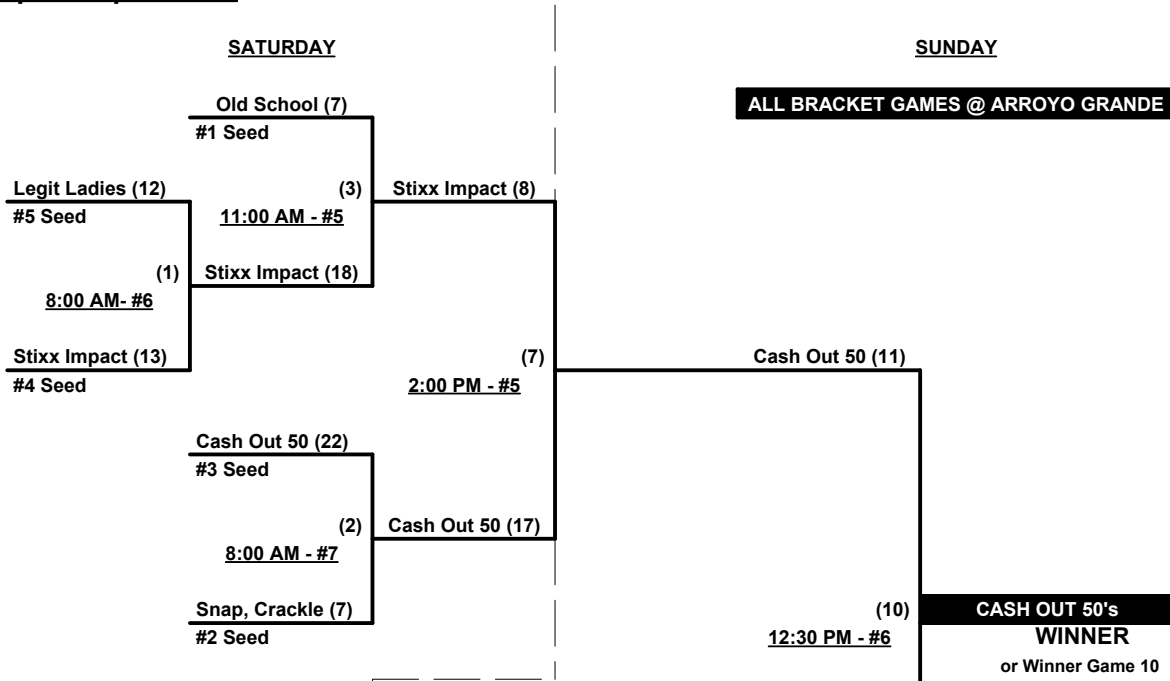 SATURDAY
SUNDAY
Old School (7)
ALL BRACKET GAMES @ ARROYO GRANDE
#1 Seed
Legit Ladies (12)
(3)
Stixx Impact (8)
#5 Seed
11:00 AM - #5
(1)
Stixx Impact (18)
8:00 AM- #6
Stixx Impact (13)
(7)
Cash Out 50 (11)
#4 Seed
2:00 PM - #5
Cash Out 50 (22)
#3 Seed
(2)
Cash Out 50 (17)
8:00 AM - #7
Snap, Crackle (7)
(10)
CASH OUT 50's
#2 Seed
12:30 PM - #6
WINNER
or Winner Game 10